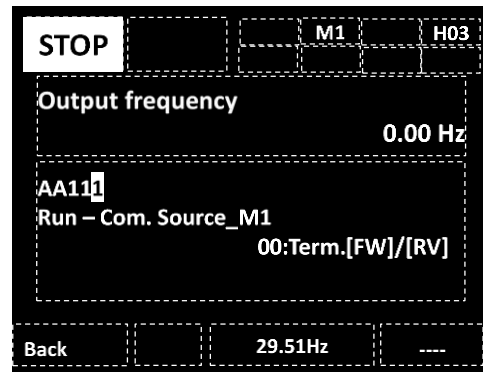 STOP M1 H03
Output frequency
0.00 Hz
AA111
Run – Com. Source_M1
00:Term.[FW]/[RV]
Back 29.51Hz ----